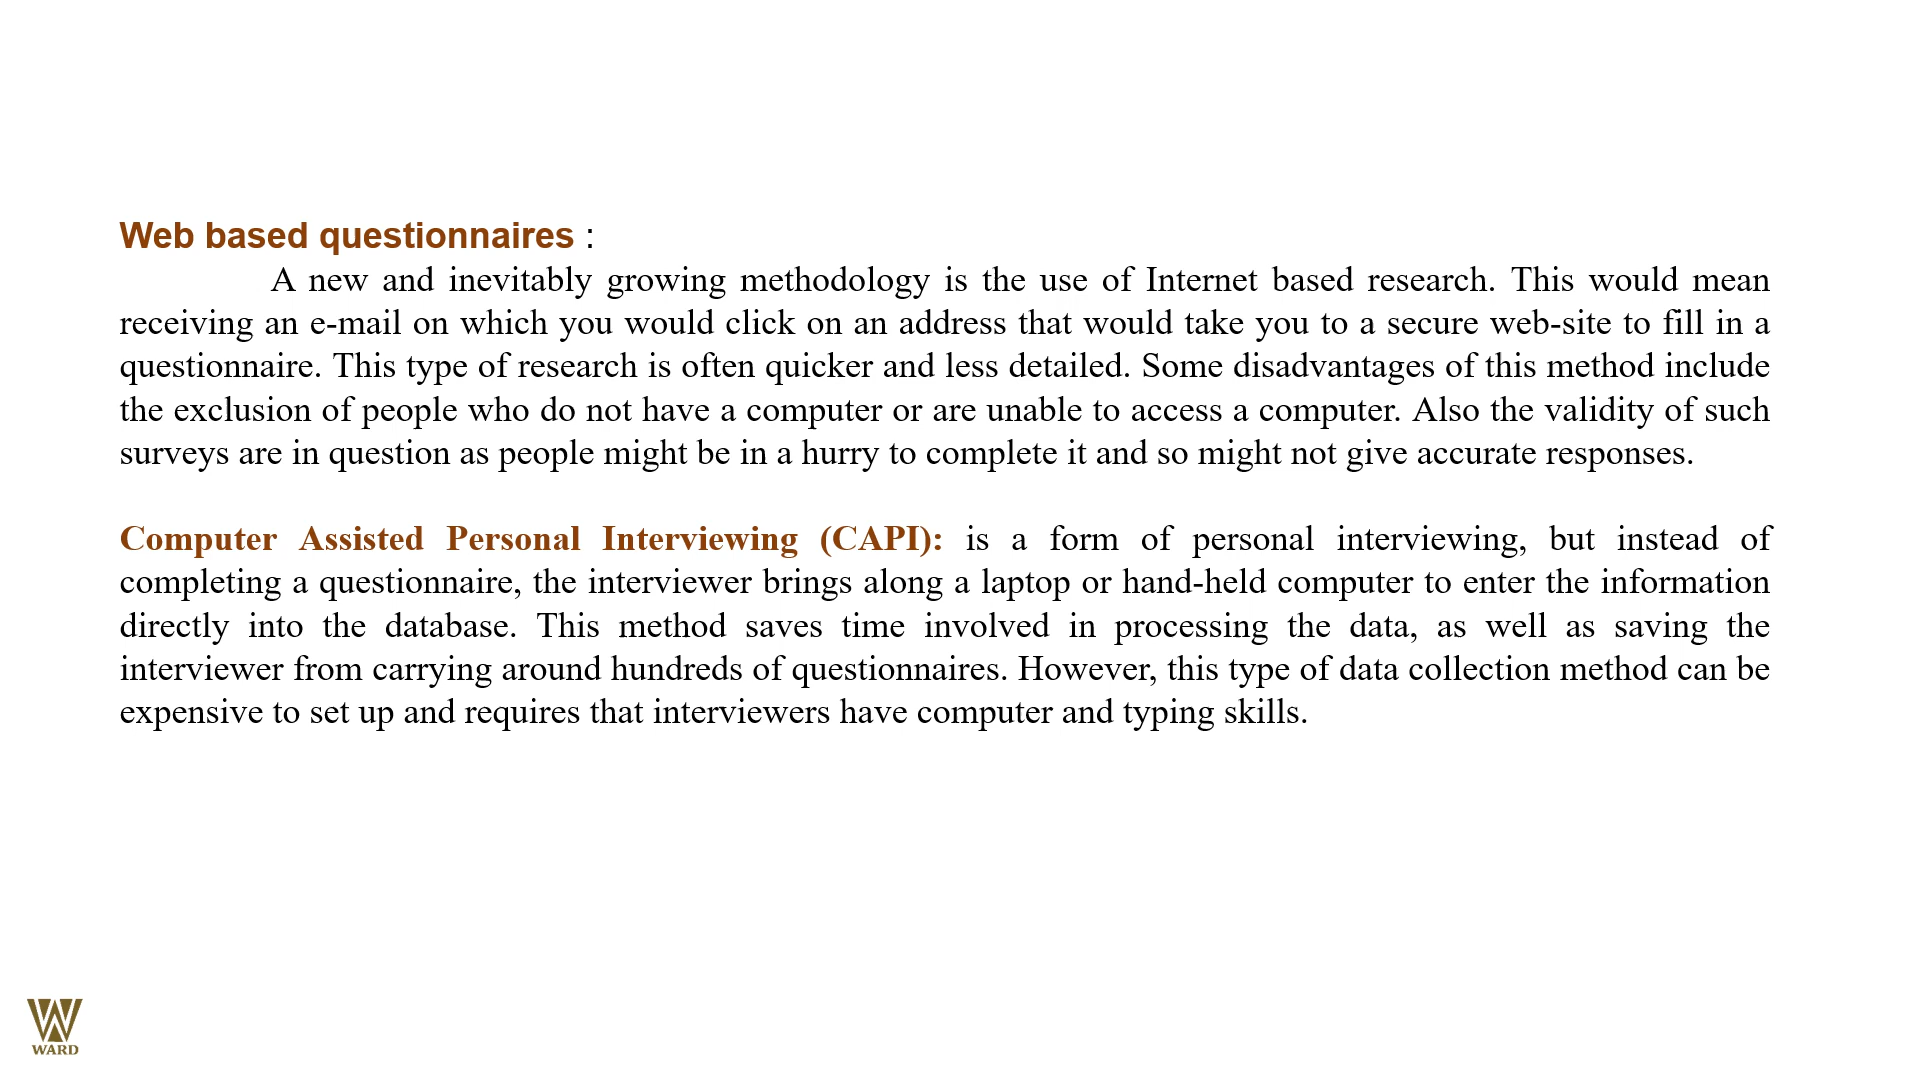 Web based questionnaires :
A new and inevitably growing methodology is the use of Internet based research. This would mean
receiving an e-mail on which you would click on an address that would take you to a secure web-site to fill in a
questionnaire. This type of research is often quicker and less detailed. Some disadvantages of this method include
the exclusion of people who do not have a computer or are unable to access a computer. Also the validity of such
surveys are in question as people might be in a hurry to complete it and so might not give accurate responses.
Computer Assisted Personal Interviewing (CAPI): is a form of personal interviewing, but instead of
completing a questionnaire, the interviewer brings along a laptop or hand-held computer to enter the information
directly into the database. This method saves time involved in processing the data, as well as saving the
interviewer from carrying around hundreds of questionnaires. However, this type of data collection method can be
expensive to set up and requires that interviewers have computer and typing skills.
WARD